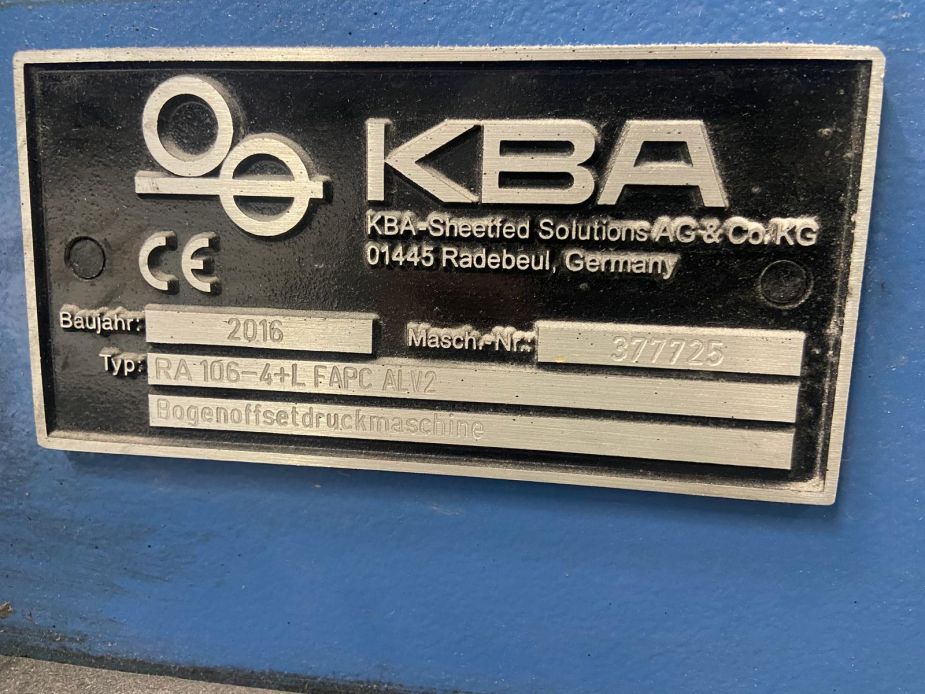 KBA
KBA-Sheetfed Solutions AG & Co. KG
01445 Radebeul, Germany
CE
Baujahr: 2016 Masch.-Nr.: 377725
Typ: RA 106-4+L FAPC ALV2
Bogenoffsetdruckmaschine